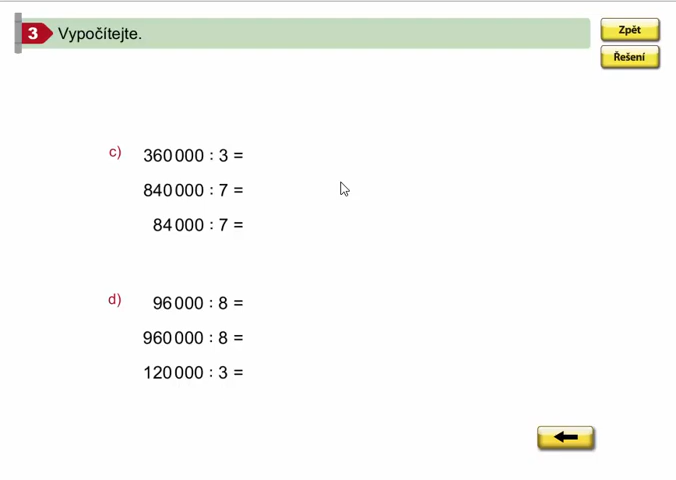 3 Vypočítejte.
Zpět
Řešení
c) 360 000 : 3 =
840 000 : 7 =
84 000 : 7 =
d) 96 000 : 8 =
960 000 : 8 =
120 000 : 3 =